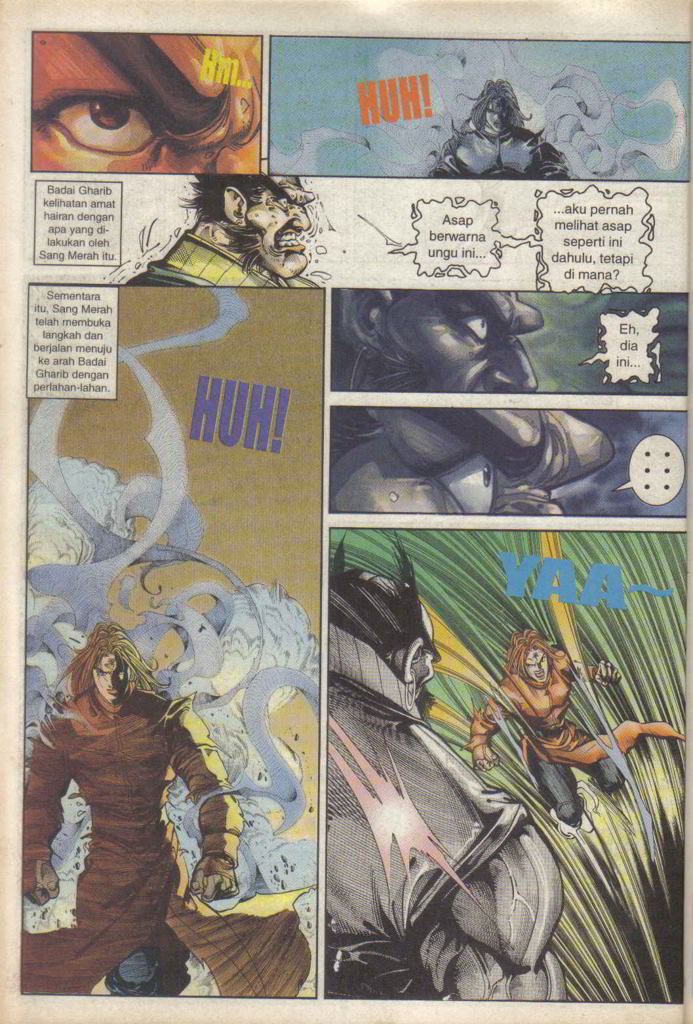 Hm...
HUH!
Badai Gharib
kelihatan amat
hairan dengan
apa yang di-
lakukan oleh
Sang Merah itu.
Asap
berwarna
ungu ini...
...aku pernah
melihat asap
seperti ini
dahulu, tetapi
di mana?
Sementara
itu, Sang Merah
telah membuka
langkah dan
berjalan menuju
ke arah Badai
Gharib dengan
perlahan-lahan.
HUH!
Eh,
dia
ini...
YAA~